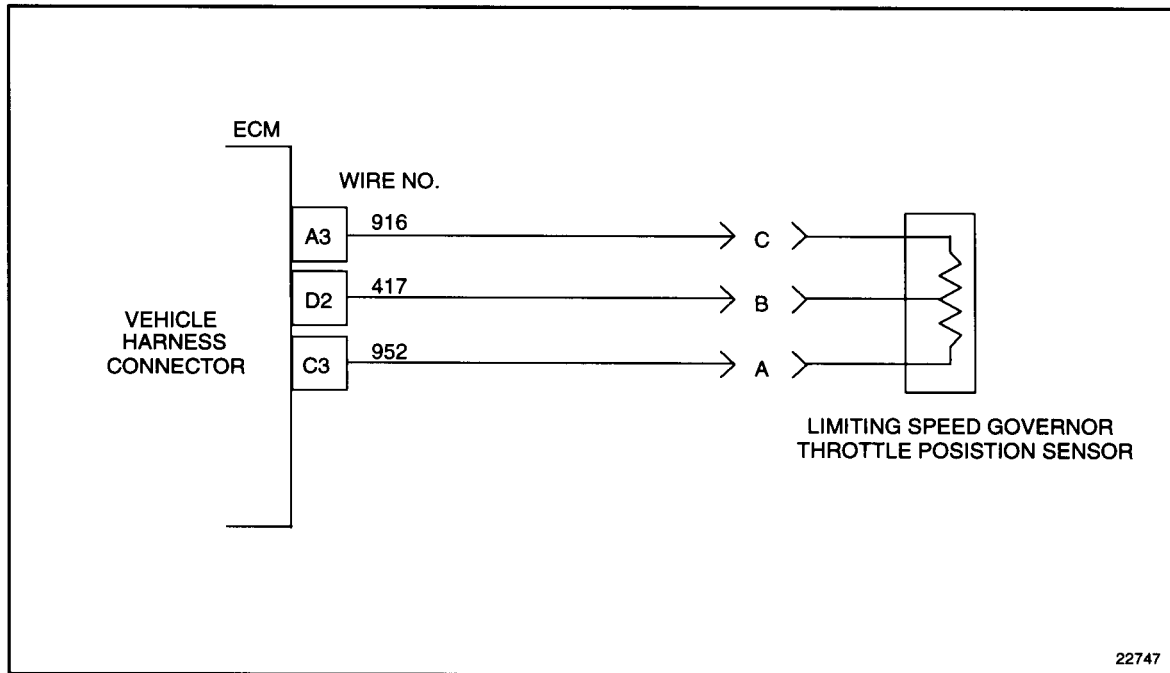 ECM
WIRE NO.
A3
916
C
D2
417
B
VEHICLE
HARNESS
CONNECTOR
C3
952
A
LIMITING SPEED GOVERNOR
THROTTLE POSISTION SENSOR
22747